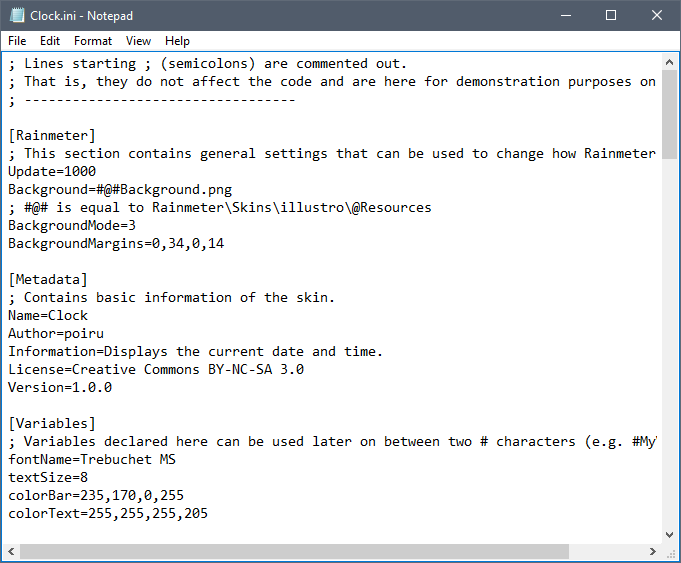 Clock.ini - Notepad
File Edit Format View Help
; Lines starting ; (semicolons) are commented out.
; That is, they do not affect the code and are here for demonstration purposes on
; ----------------------------------
[Rainmeter]
; This section contains general settings that can be used to change how Rainmeter
Update=1000
Background=#@#Background.png
; #@# is equal to Rainmeter\Skins\illustro\@Resources
BackgroundMode=3
BackgroundMargins=0,34,0,14
[Metadata]
; Contains basic information of the skin.
Name=Clock
Author=poiru
Information=Displays the current date and time.
License=Creative Commons BY-NC-SA 3.0
Version=1.0.0
[Variables]
; Variables declared here can be used later on between two # characters (e.g. #My
fontName=Trebuchet MS
textSize=8
colorBar=235,170,0,255
colorText=255,255,255,205